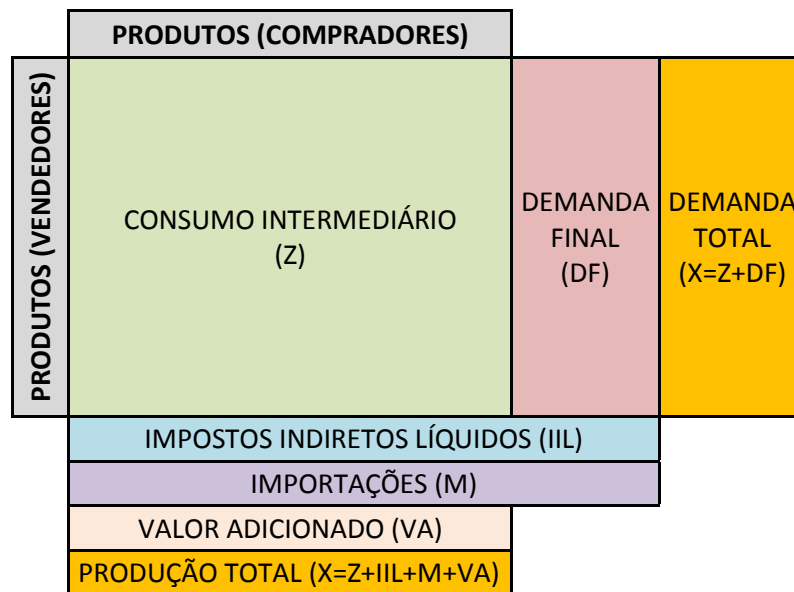 PRODUTOS (COMPRADORES)
PRODUTOS (VENDEDORES)
CONSUMO INTERMEDIÁRIO
(Z)
DEMANDA
FINAL
(DF)
DEMANDA
TOTAL
(X=Z+DF)
IMPOSTOS INDIRETOS LÍQUIDOS (IIL)
IMPORTAÇÕES (M)
VALOR ADICIONADO (VA)
PRODUÇÃO TOTAL (X=Z+IIL+M+VA)